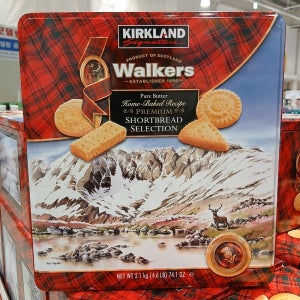 KIRKLAND
Signature
PRODUCT OF SCOTLAND
Walkers
ESTABLISHED 1898
Pure Butter
Home-Baked Recipe
PREMIUM
SHORTBREAD
SELECTION
NET WT 2.1 kg (4.6 LB) 74.1 OZ